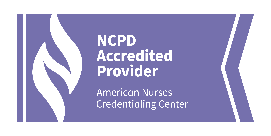 NCPD
Accredited
Provider
American Nurses
Credentialing Center